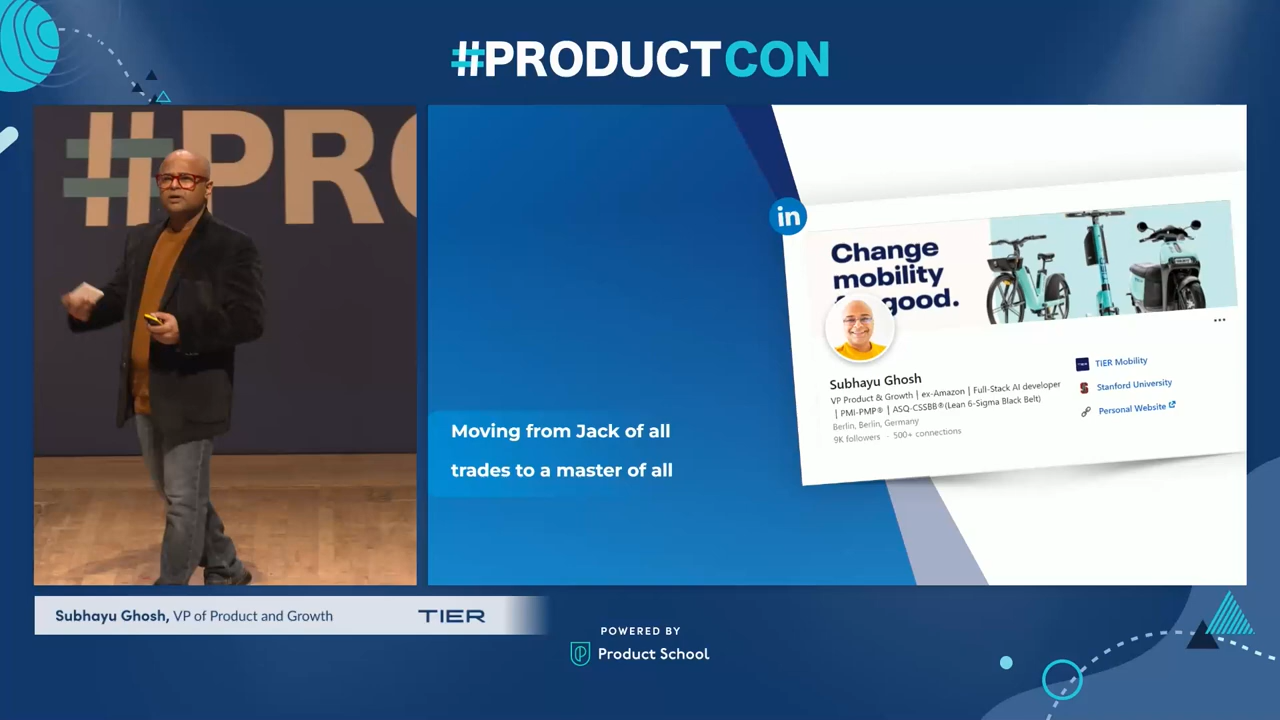 #PRODUCTCON
#PRO
in
Change
mobility
good.
Subhayu Ghosh
VP Product & Growth | ex-Amazon | Full-Stack AI developer
| PMI-PMP® | ASQ-CSSBB®(Lean 6-Sigma Black Belt)
Berlin, Berlin, Germany
9K followers · 500+ connections
TIER Mobility
Stanford University
Personal Website
Moving from Jack of all
trades to a master of all
Subhayu Ghosh, VP of Product and Growth
TIER
POWERED BY
Product School